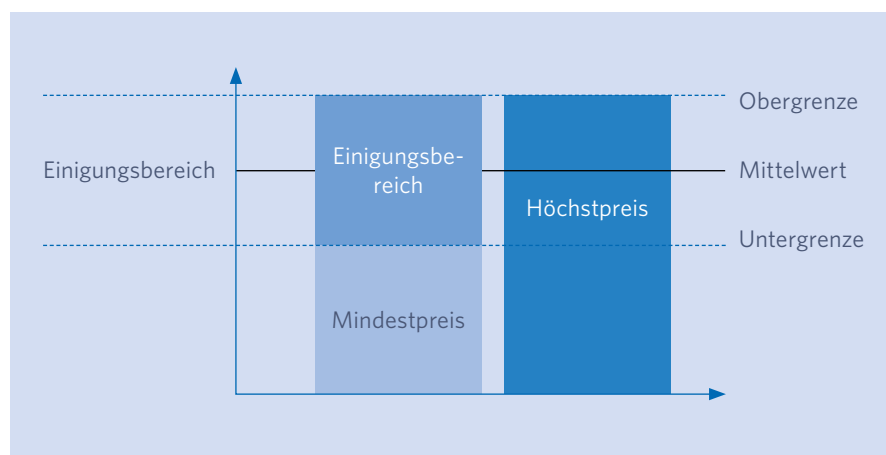 Obergrenze
Einigungsbe-
reich
Einigungsbereich
Mittelwert
Höchstpreis
Untergrenze
Mindestpreis